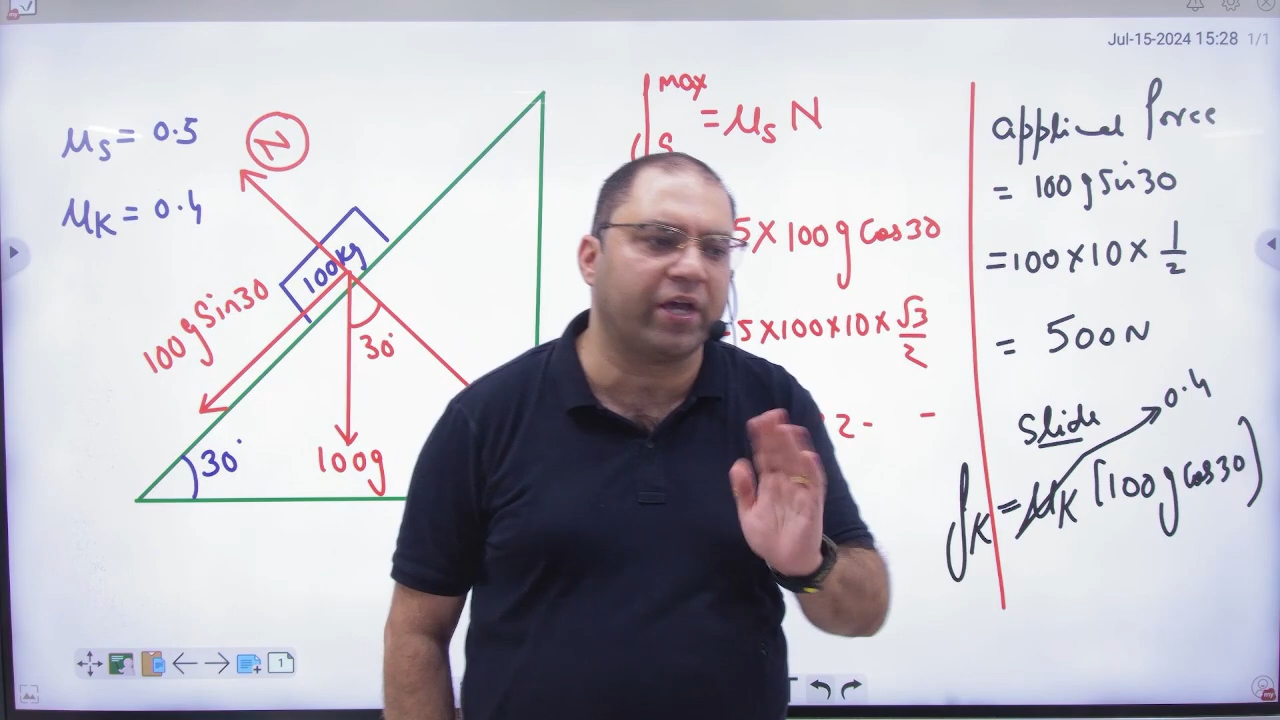 Jul-15-2024 15:28 1/1
μs = 0.5
μK = 0.4
N
100kg
100g Sin30
30°
100g
30°
max
= μs N
5 × 100g Cos30
5 × 100 × 10 × √3/2
2 - -
applied force
= 100g Sin30
= 100 × 10 × 1/2
= 500N
Slide
0.4
fK = μK (100g cos30)
1